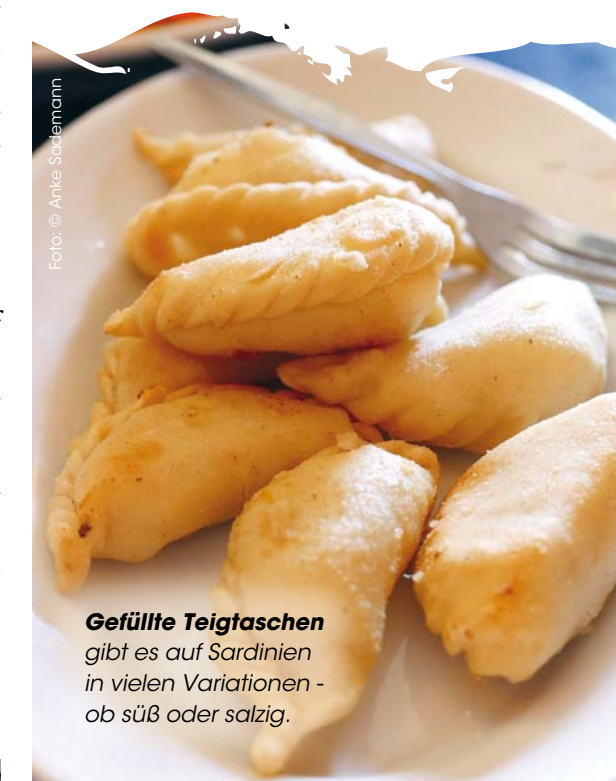 Foto: © Anke Sademann
Gefüllte Teigtaschen
gibt es auf Sardinien
in vielen Variationen -
ob süß oder salzig.